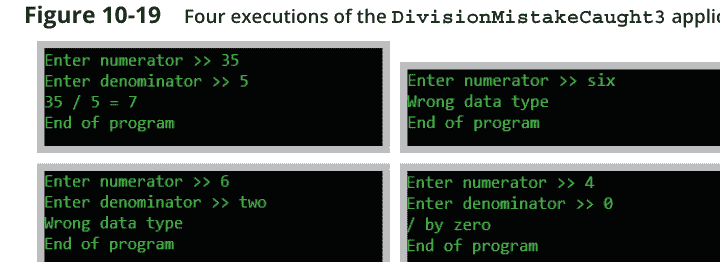 Figure 10-19 Four executions of the DivisionMistakeCaught3
Enter numerator >> 35
Enter denominator >> 5
35 / 5 = 7
End of program
Enter numerator >> six
Wrong data type
End of program
Enter numerator >> 6
Enter denominator >> two
Wrong data type
End of program
Enter numerator >> 4
Enter denominator >> 0
/ by zero
End of program